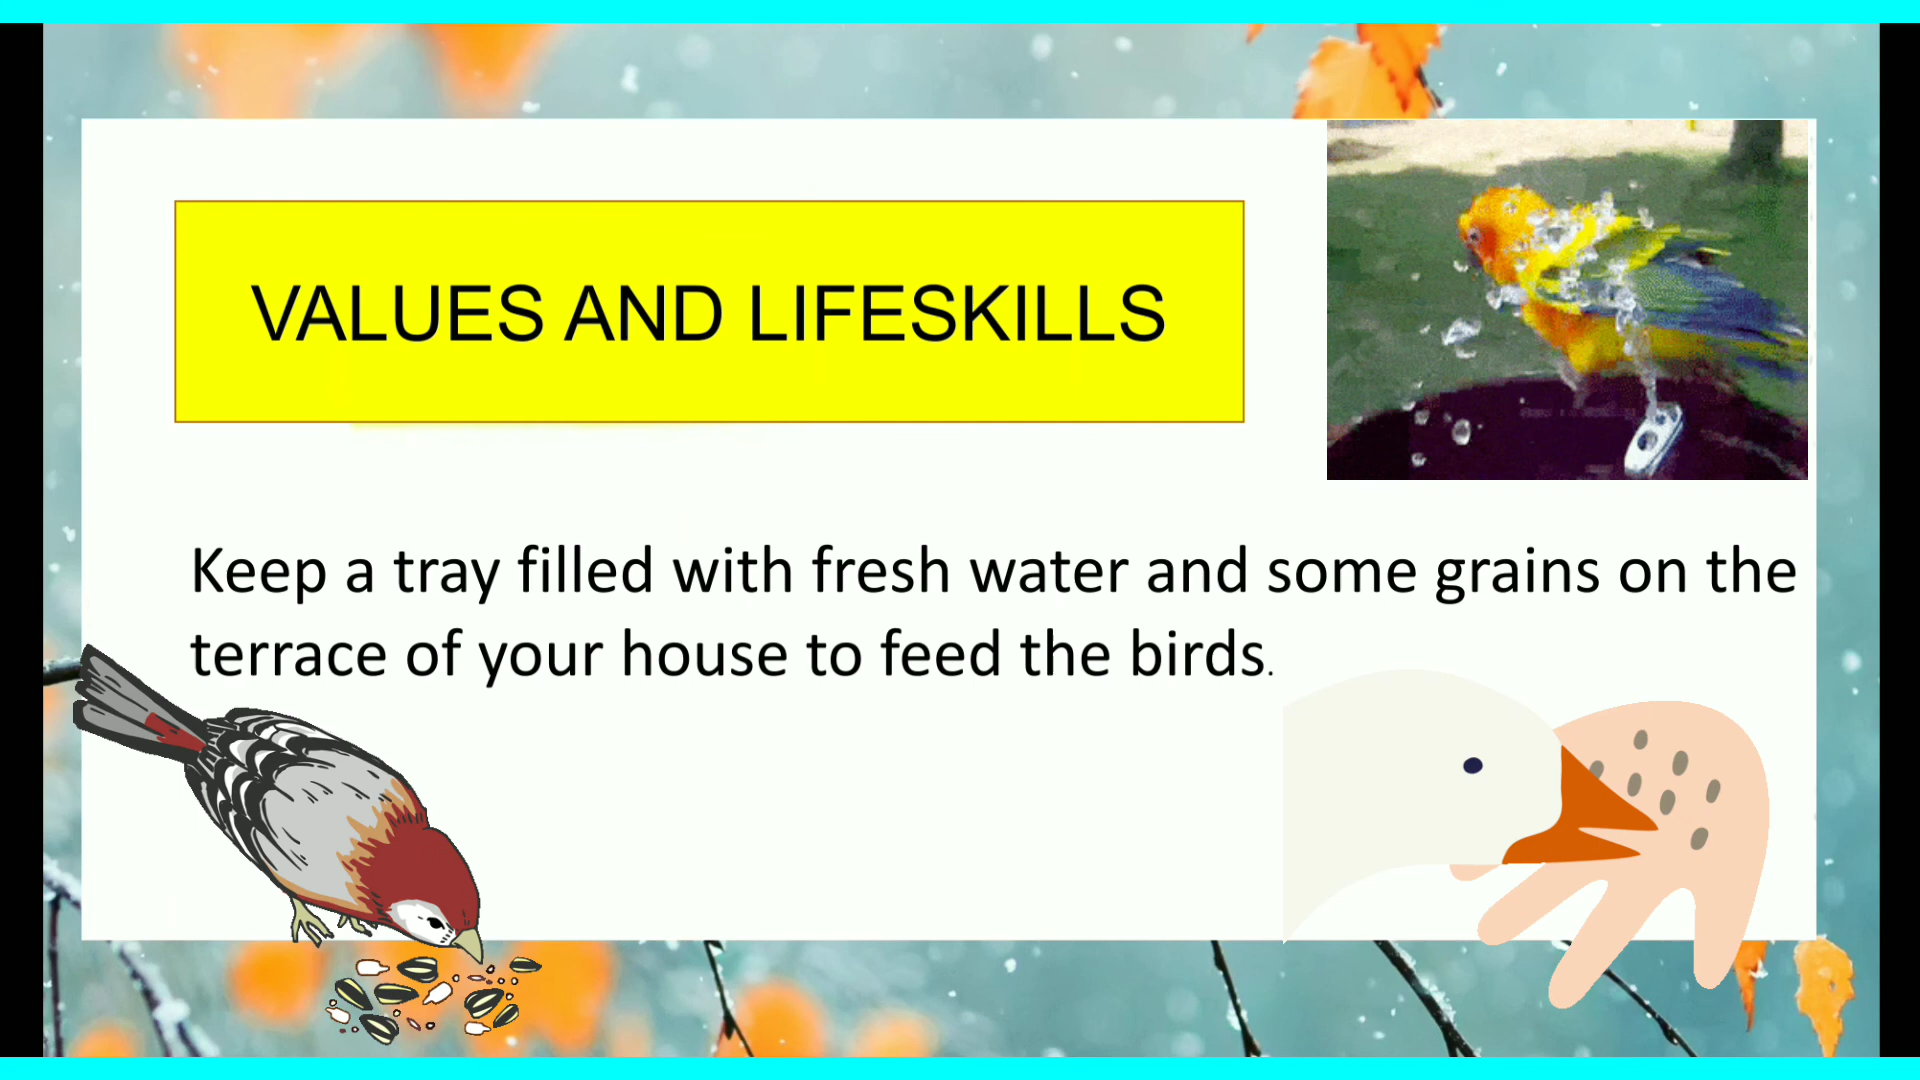 VALUES AND LIFESKILLS
Keep a tray filled with fresh water and some grains on the
terrace of your house to feed the birds.